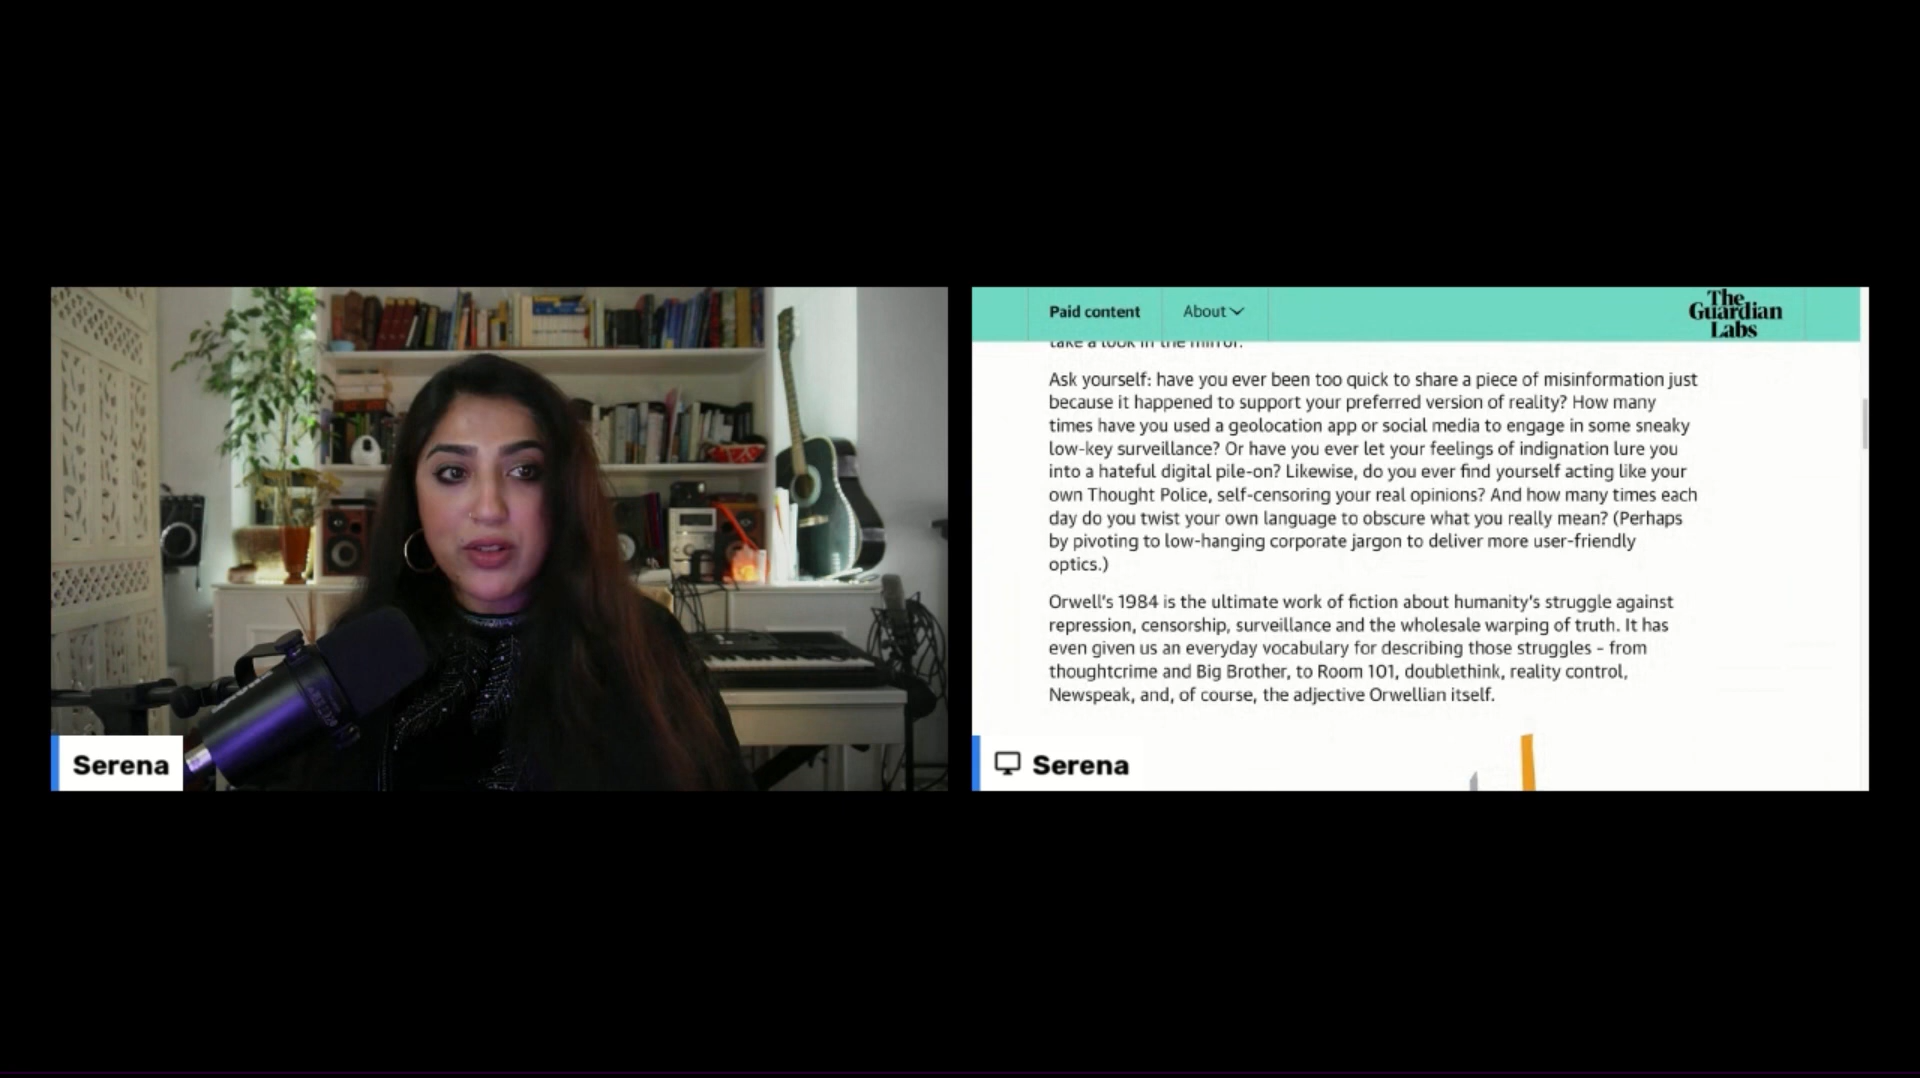 Paid content
About
The
Guardian
Labs
take a look in the mirror.
Ask yourself: have you ever been too quick to share a piece of misinformation just
because it happened to support your preferred version of reality? How many
times have you used a geolocation app or social media to engage in some sneaky
low-key surveillance? Or have you ever let your feelings of indignation lure you
into a hateful digital pile-on? Likewise, do you ever find yourself acting like your
own Thought Police, self-censoring your real opinions? And how many times each
day do you twist your own language to obscure what you really mean? (Perhaps
by pivoting to low-hanging corporate jargon to deliver more user-friendly
optics.)
Orwell's 1984 is the ultimate work of fiction about humanity's struggle against
repression, censorship, surveillance and the wholesale warping of truth. It has
even given us an everyday vocabulary for describing those struggles – from
thoughtcrime and Big Brother, to Room 101, doublethink, reality control,
Newspeak, and, of course, the adjective Orwellian itself.
Serena
Serena